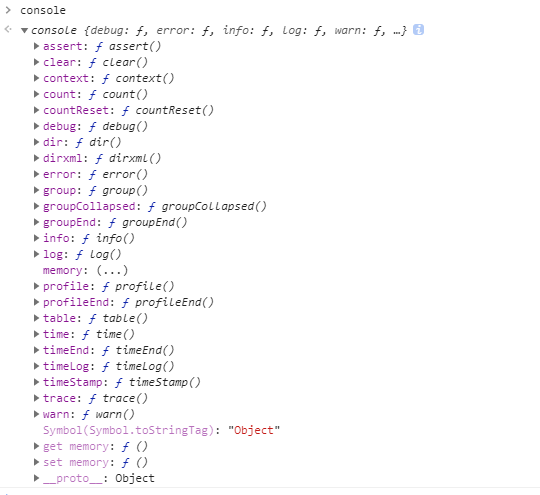 console
console {debug: ƒ, error: ƒ, info: ƒ, log: ƒ, warn: ƒ, …} i
assert: ƒ assert()
clear: ƒ clear()
context: ƒ context()
count: ƒ count()
countReset: ƒ countReset()
debug: ƒ debug()
dir: ƒ dir()
dirxml: ƒ dirxml()
error: ƒ error()
group: ƒ group()
groupCollapsed: ƒ groupCollapsed()
groupEnd: ƒ groupEnd()
info: ƒ info()
log: ƒ log()
memory: (...)
profile: ƒ profile()
profileEnd: ƒ profileEnd()
table: ƒ table()
time: ƒ time()
timeEnd: ƒ timeEnd()
timeLog: ƒ timeLog()
timeStamp: ƒ timeStamp()
trace: ƒ trace()
warn: ƒ warn()
Symbol(Symbol.toStringTag): "Object"
get memory: ƒ ()
set memory: ƒ ()
__proto__: Object